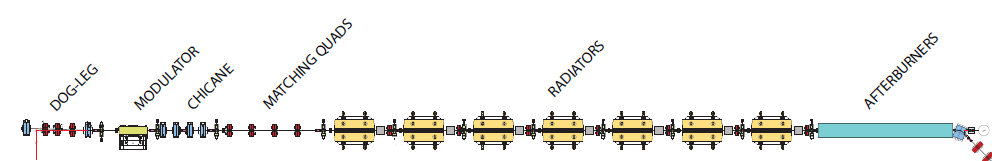 DOG-LEG
MODULATOR
CHICANE
MATCHING QUADS
RADIATORS
AFTERBURNERS